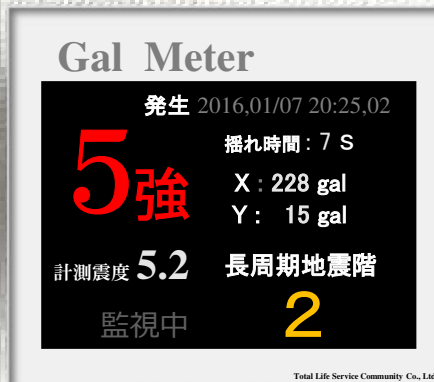 Gal Meter
発生 2016,01/07 20:25,02
5強
揺れ時間 : 7 S
X : 228 gal
Y : 15 gal
計測震度 5.2
長周期地震階
2
監視中
Total Life Service Community Co., Ltd